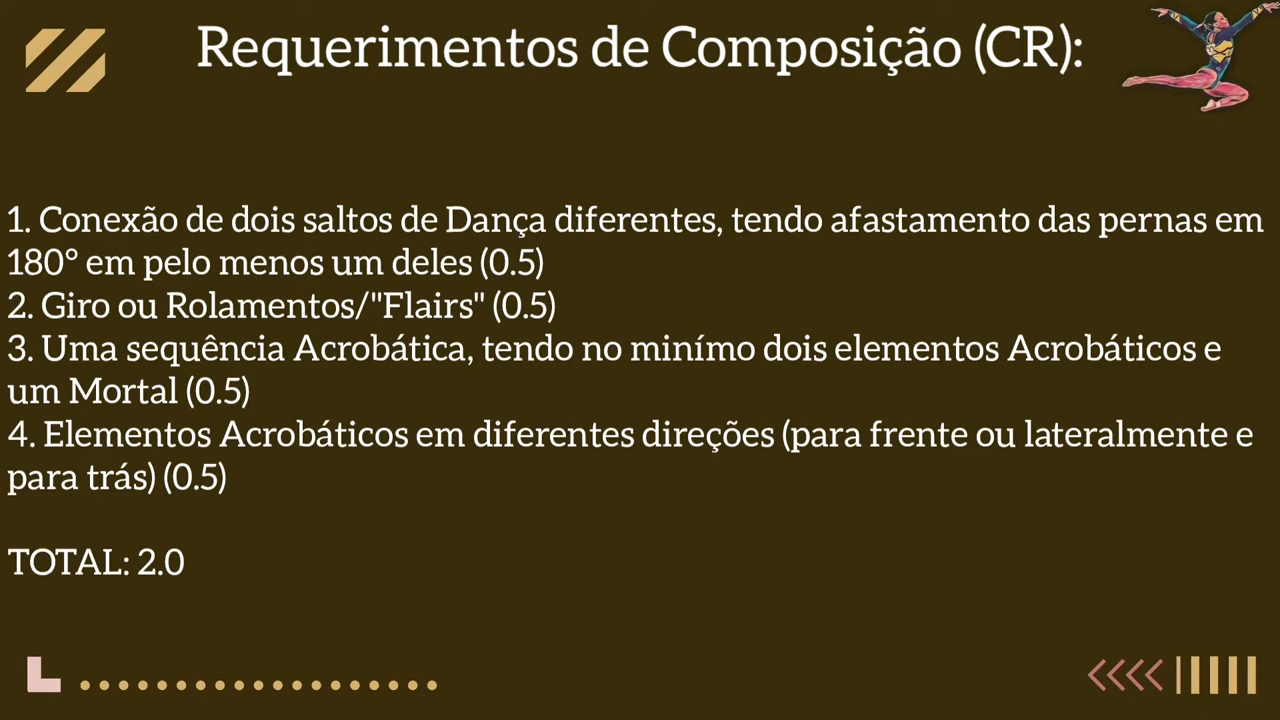 Requerimentos de Composição (CR):
1. Conexão de dois saltos de Dança diferentes, tendo afastamento das pernas em
180° em pelo menos um deles (0.5)
2. Giro ou Rolamentos/"Flairs" (0.5)
3. Uma sequência Acrobática, tendo no minímo dois elementos Acrobáticos e
um Mortal (0.5)
4. Elementos Acrobáticos em diferentes direções (para frente ou lateralmente e
para trás) (0.5)
TOTAL: 2.0